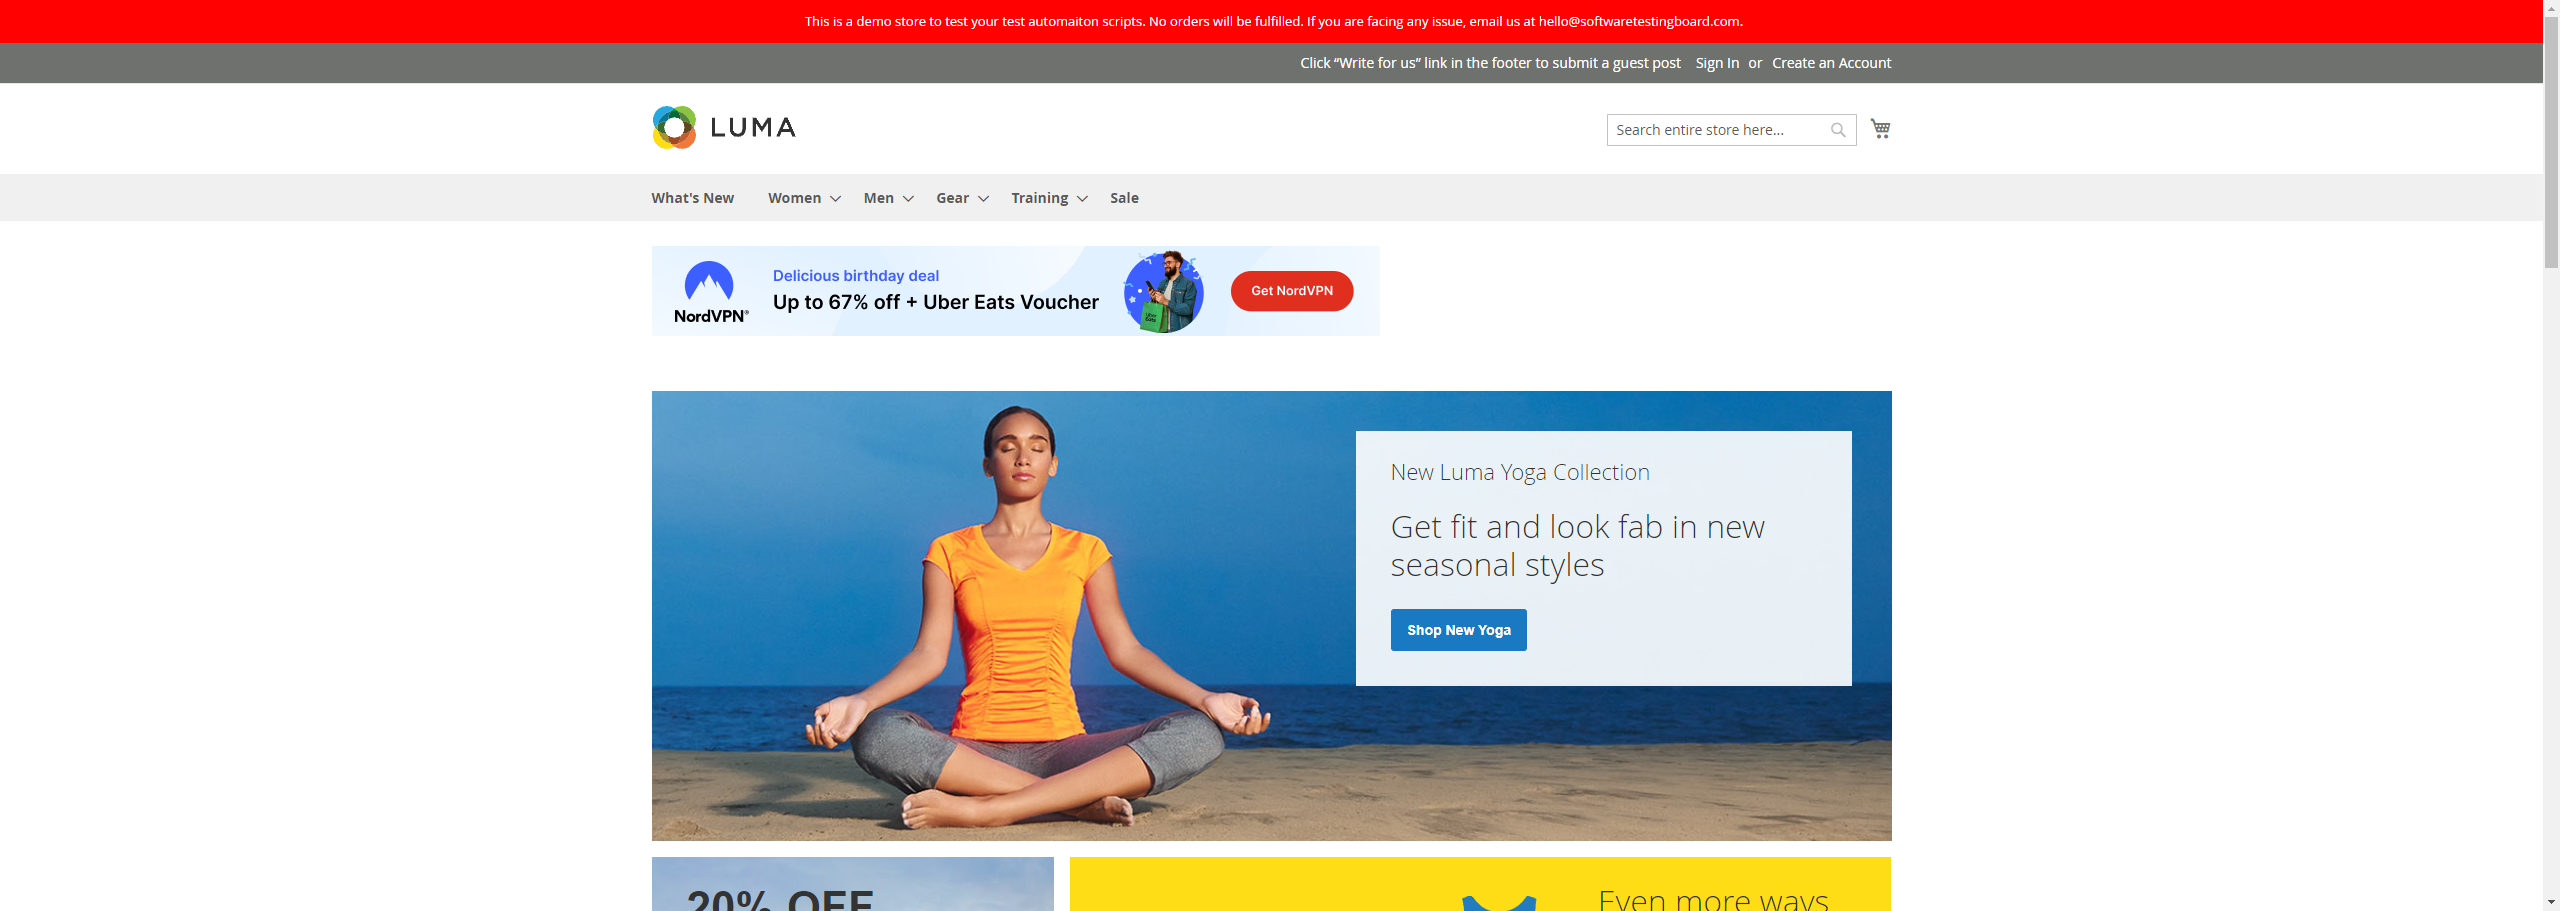 This is a demo store to test your test automaiton scripts. No orders will be fulfilled. If you are facing any issue, email us at hello@softwaretestingboard.com.
Click “Write for us” link in the footer to submit a guest post Sign In or Create an Account
LUMA
Search entire store here...
What's New Women Men Gear Training Sale
NordVPN®
Delicious birthday deal
Up to 67% off + Uber Eats Voucher
Uber
Eats
Get NordVPN
New Luma Yoga Collection
Get fit and look fab in new
seasonal styles
Shop New Yoga
20% OFF
Even more ways